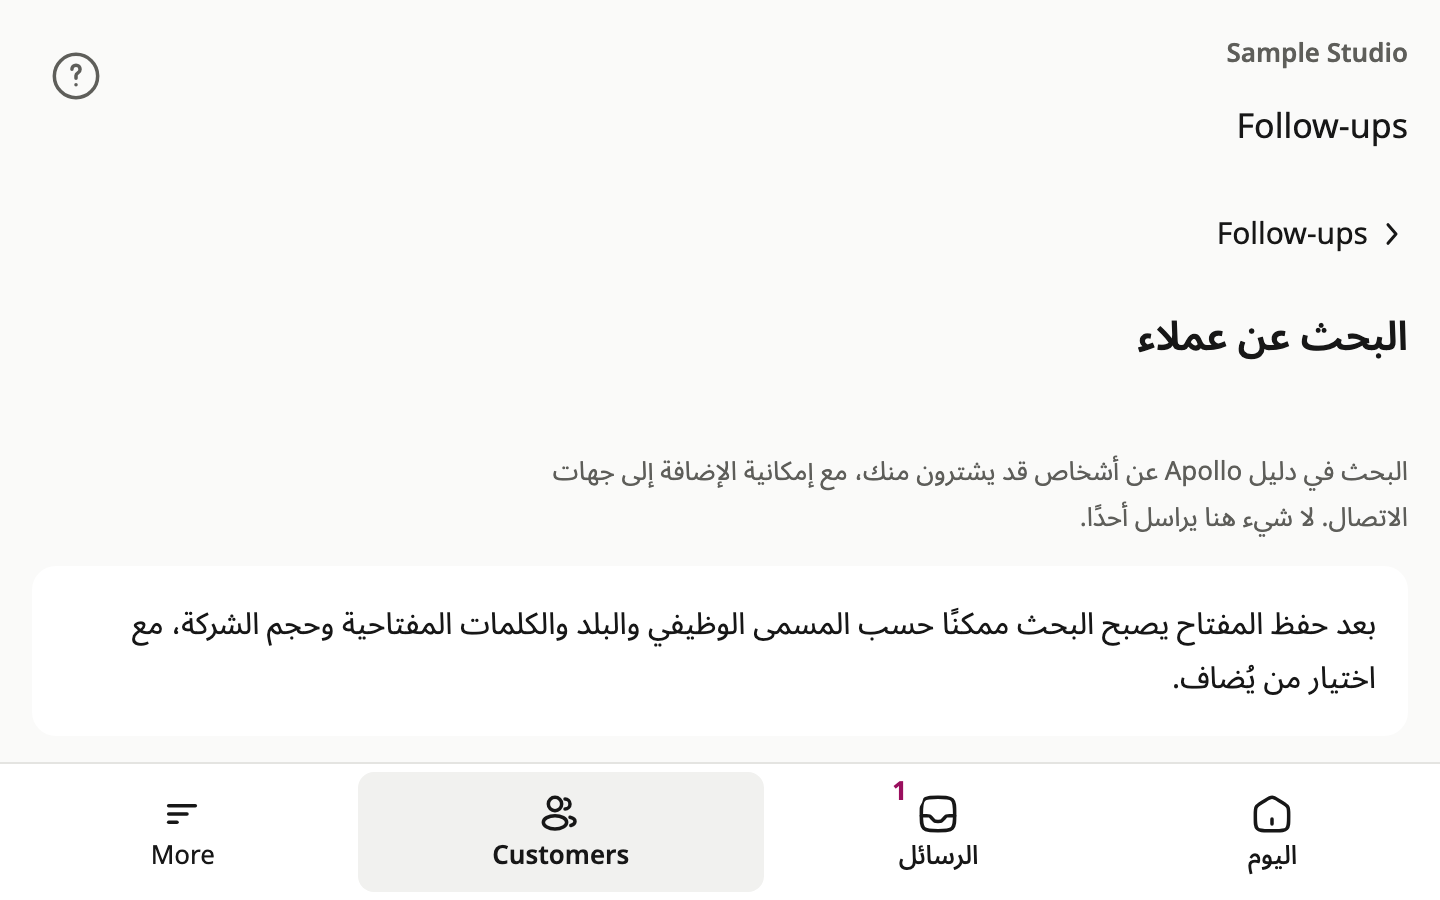 Sample Studio
Follow-ups
Follow-ups
البحث عن عملاء
البحث في دليل Apollo عن أشخاص قد يشترون منك، مع إمكانية الإضافة إلى جهات
الاتصال. لا شيء هنا يراسل أحدًا.
بعد حفظ المفتاح يصبح البحث ممكنًا حسب المسمى الوظيفي والبلد والكلمات المفتاحية وحجم الشركة، مع
اختيار من يُضاف.
اليوم
1
الرسائل
Customers
More